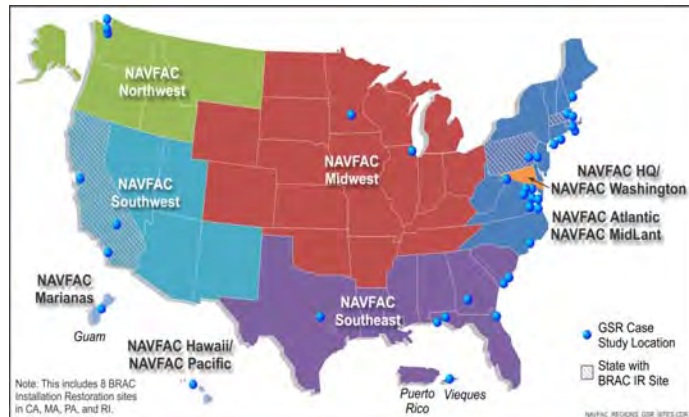 NAVFAC
Northwest
NAVFAC
Midwest
NAVFAC
Southwest
NAVFAC HQ/
NAVFAC Washington
NAVFAC Atlantic
NAVFAC MidLant
NAVFAC
Marianas
Guam
NAVFAC Hawaii/
NAVFAC Pacific
NAVFAC
Southeast
Puerto
Rico
Vieques
GSR Case
Study Location
State with
BRAC IR Site
Note: This includes 8 BRAC
Installation Restoration sites
in CA, MA, PA, and RI.